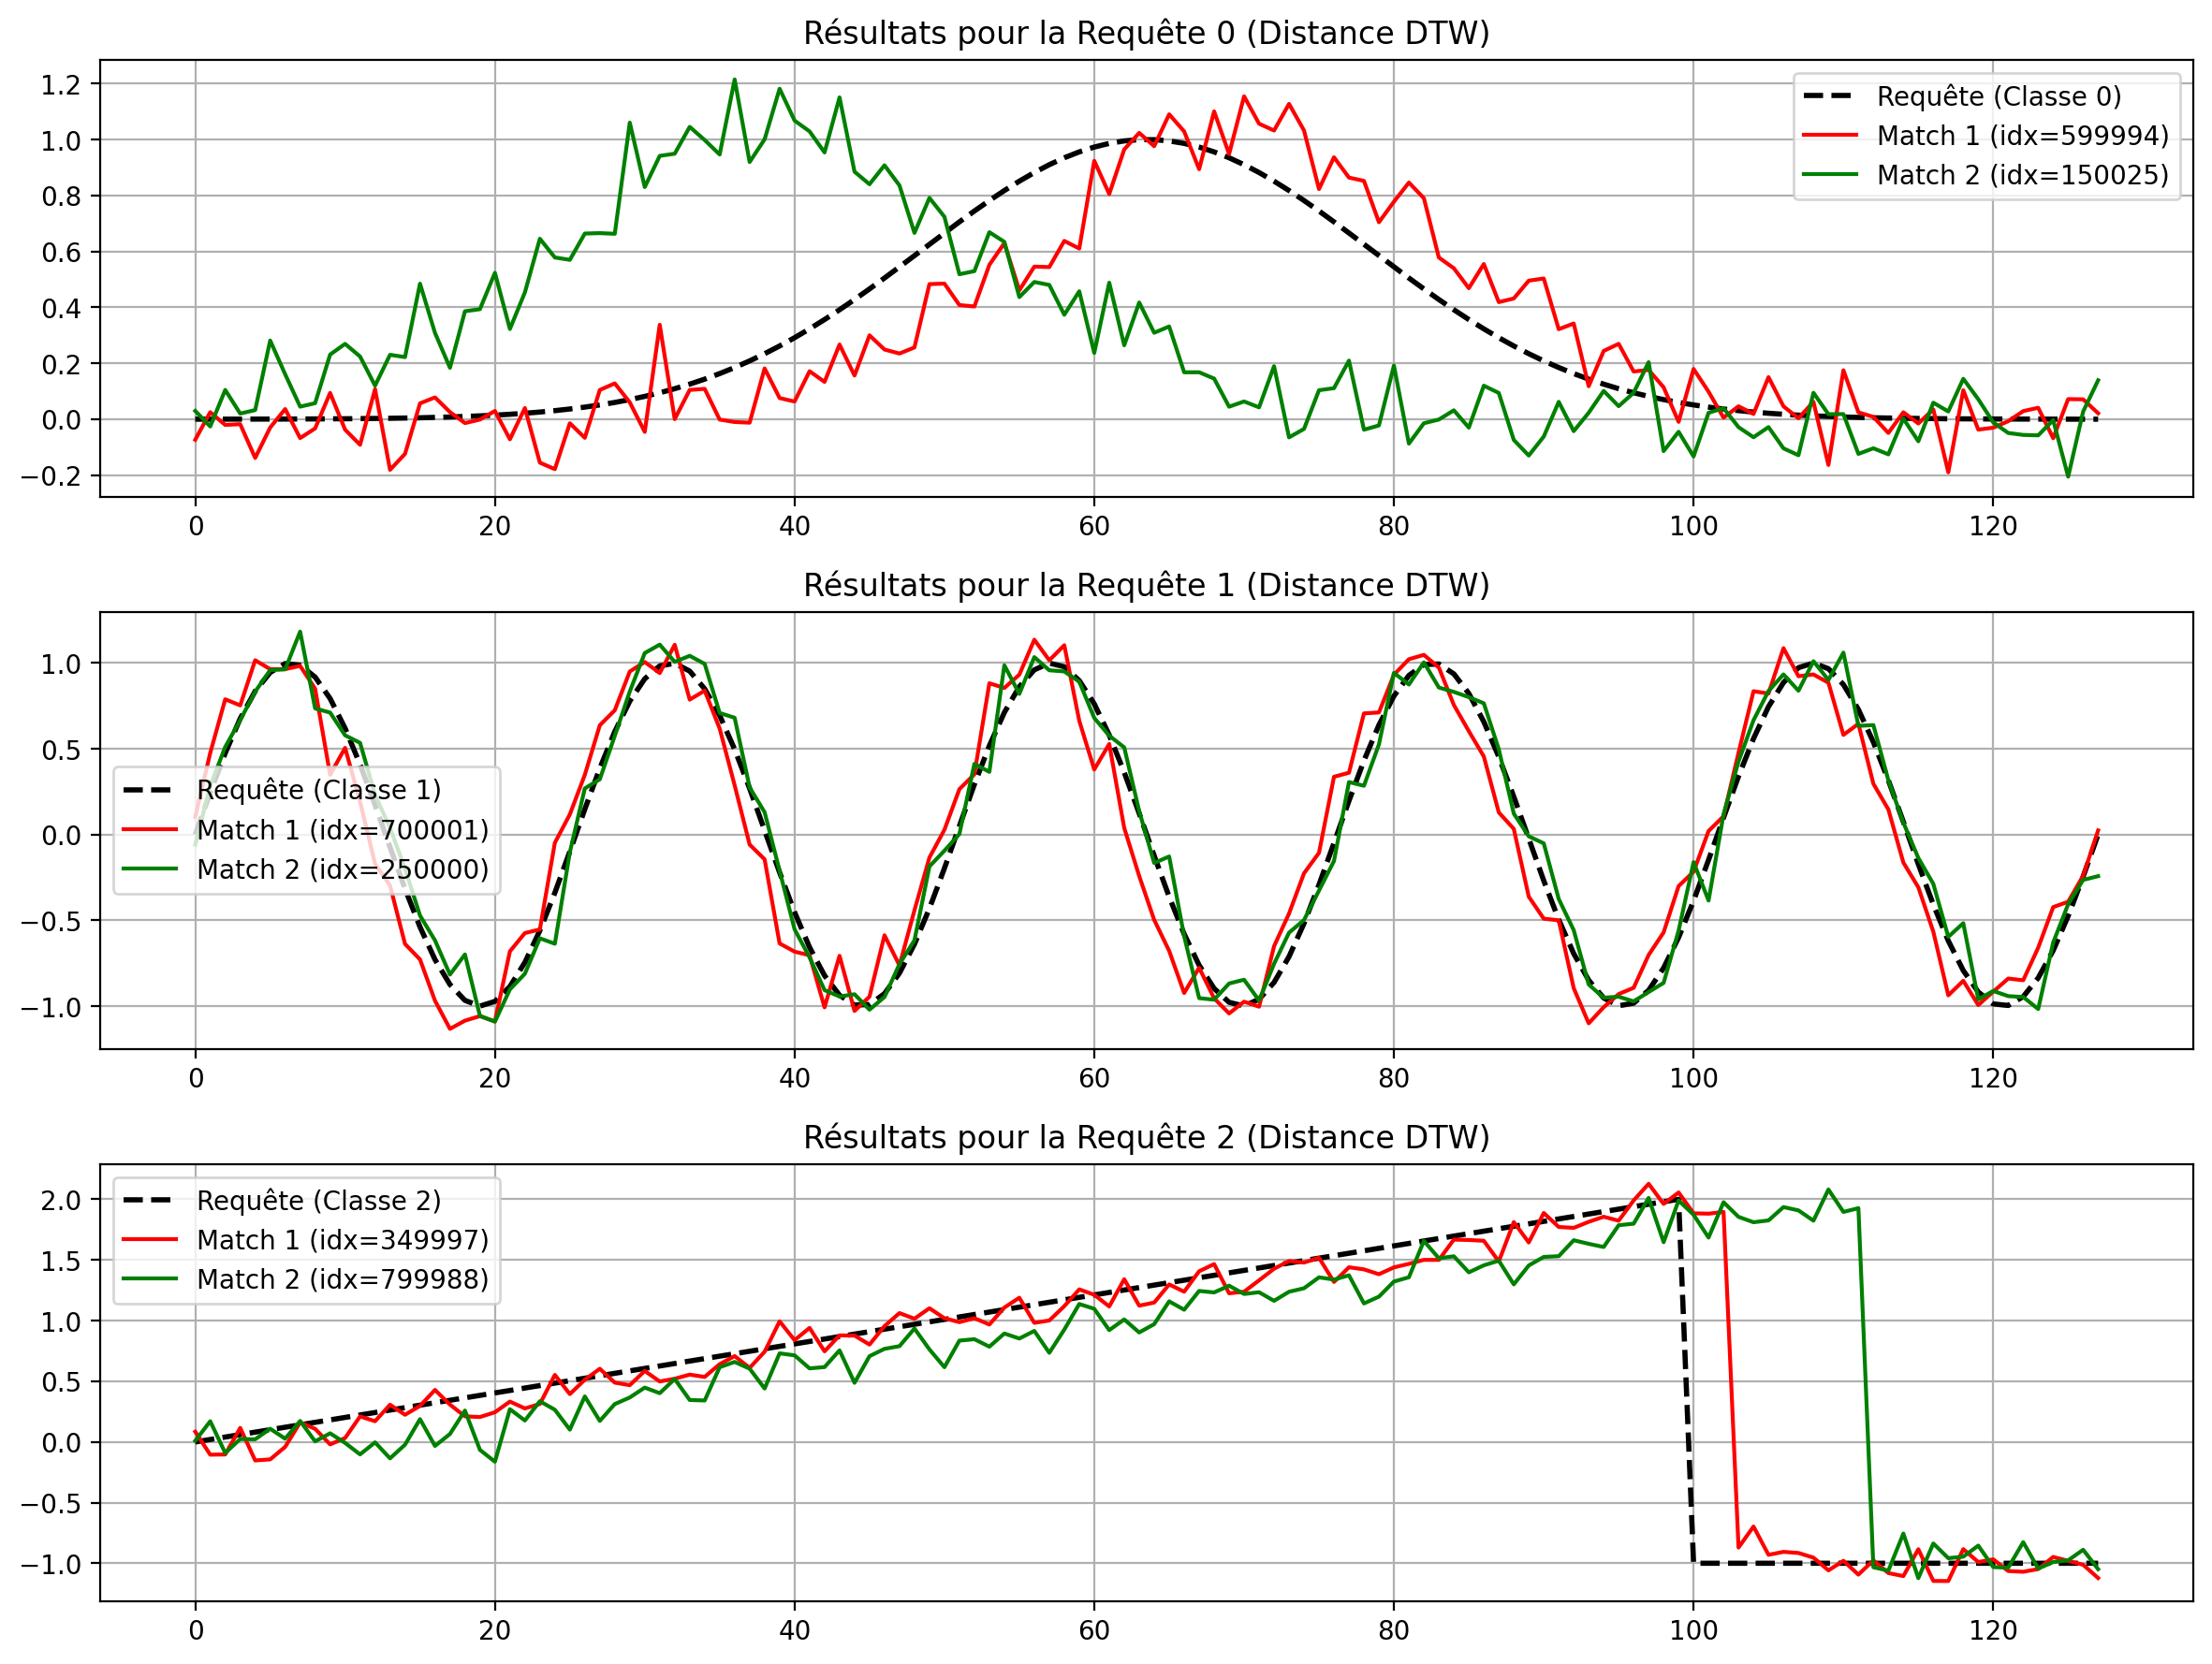 Résultats pour la Requête 0 (Distance DTW)
1.2
1.0
0.8
0.6
0.4
0.2
0.0
−0.2
Requête (Classe 0)
Match 1 (idx=599994)
Match 2 (idx=150025)
0 20 40 60 80 100 120
Résultats pour la Requête 1 (Distance DTW)
1.0
0.5
0.0
−0.5
−1.0
Requête (Classe 1)
Match 1 (idx=700001)
Match 2 (idx=250000)
0 20 40 60 80 100 120
Résultats pour la Requête 2 (Distance DTW)
2.0
1.5
1.0
0.5
0.0
−0.5
−1.0
Requête (Classe 2)
Match 1 (idx=349997)
Match 2 (idx=799988)
0 20 40 60 80 100 120